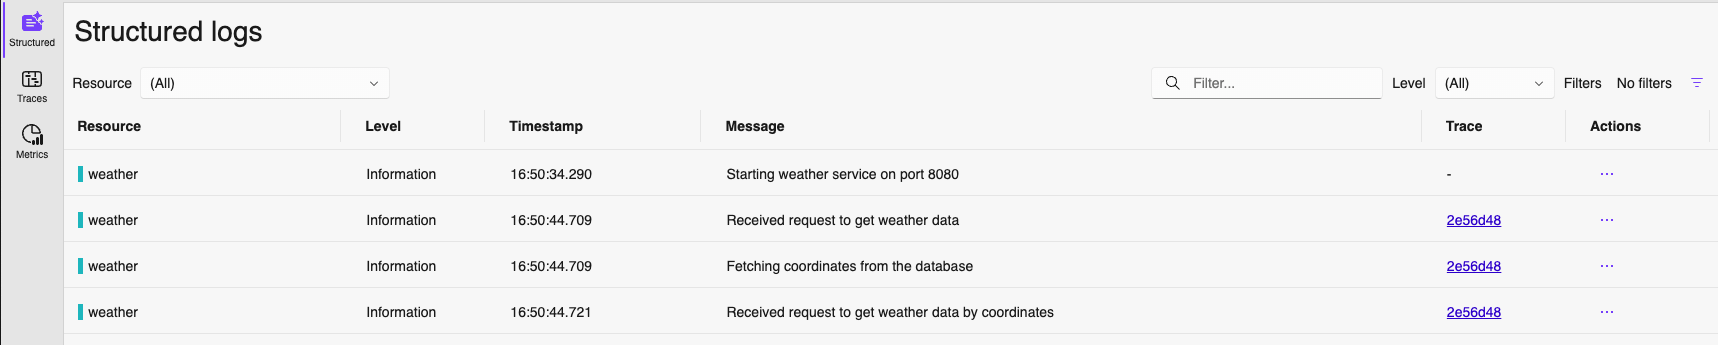 Structured
Traces
Metrics
Structured logs
Resource (All) Filter... Level (All) Filters No filters
Resource Level Timestamp Message Trace Actions
weather Information 16:50:34.290 Starting weather service on port 8080 - ...
weather Information 16:50:44.709 Received request to get weather data 2e56d48 ...
weather Information 16:50:44.709 Fetching coordinates from the database 2e56d48 ...
weather Information 16:50:44.721 Received request to get weather data by coordinates 2e56d48 ...